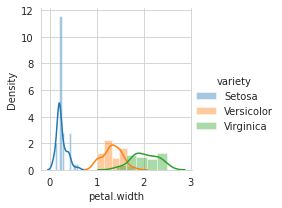 12
10
8
6
4
2
0
Density
0 1 2 3
petal.width
variety
Setosa
Versicolor
Virginica